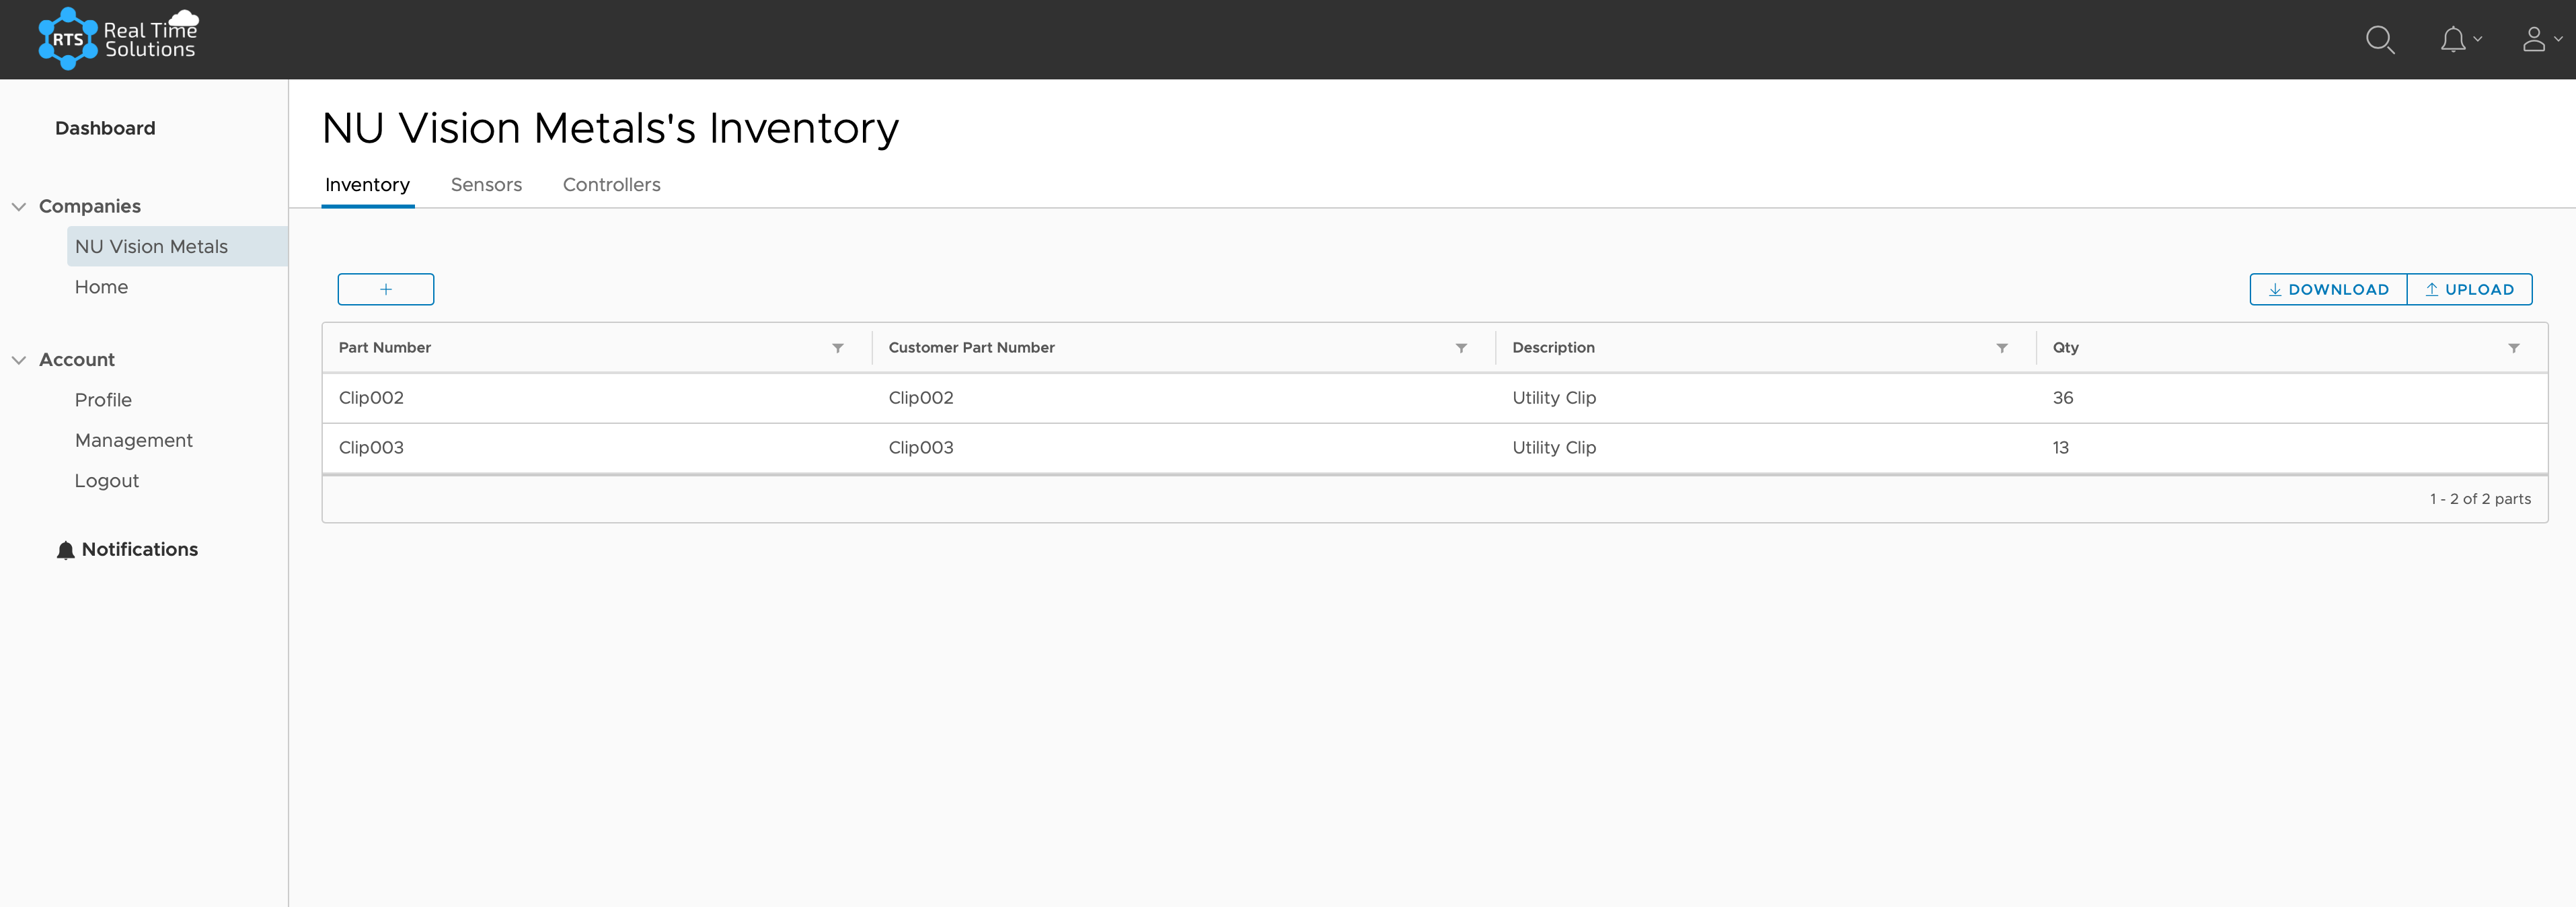 RTS Real Time
Solutions
Dashboard
Companies
NU Vision Metals
Home
Account
Profile
Management
Logout
Notifications
NU Vision Metals's Inventory
Inventory Sensors Controllers
+ DOWNLOAD UPLOAD
Part Number Customer Part Number Description Qty
Clip002 Clip002 Utility Clip 36
Clip003 Clip003 Utility Clip 13
1 - 2 of 2 parts